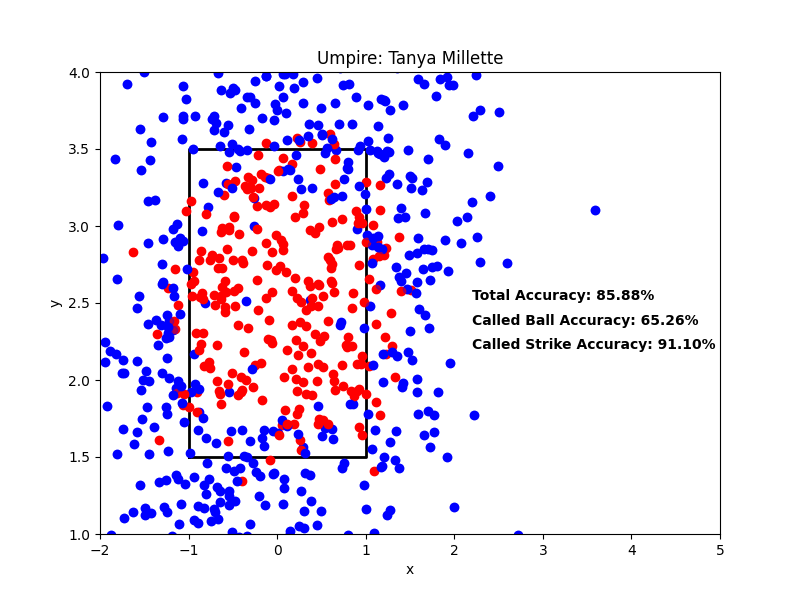 Umpire: Tanya Millette
4.0
3.5
3.0
2.5
2.0
1.5
1.0
y
Total Accuracy: 85.88%
Called Ball Accuracy: 65.26%
Called Strike Accuracy: 91.10%
−2 −1 0 1 2 3 4 5
x